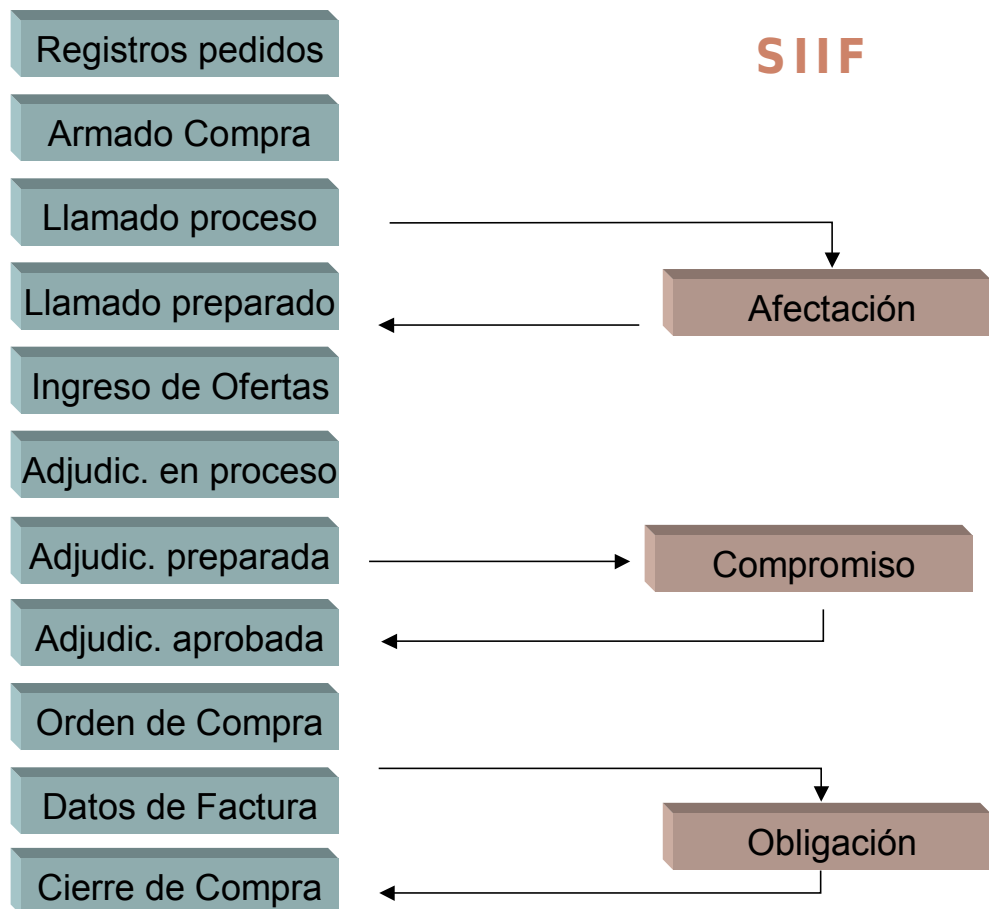 Registros pedidos
SIIF
Armado Compra
Llamado proceso
Llamado preparado
Afectación
Ingreso de Ofertas
Adjudic. en proceso
Adjudic. preparada
Compromiso
Adjudic. aprobada
Orden de Compra
Datos de Factura
Obligación
Cierre de Compra